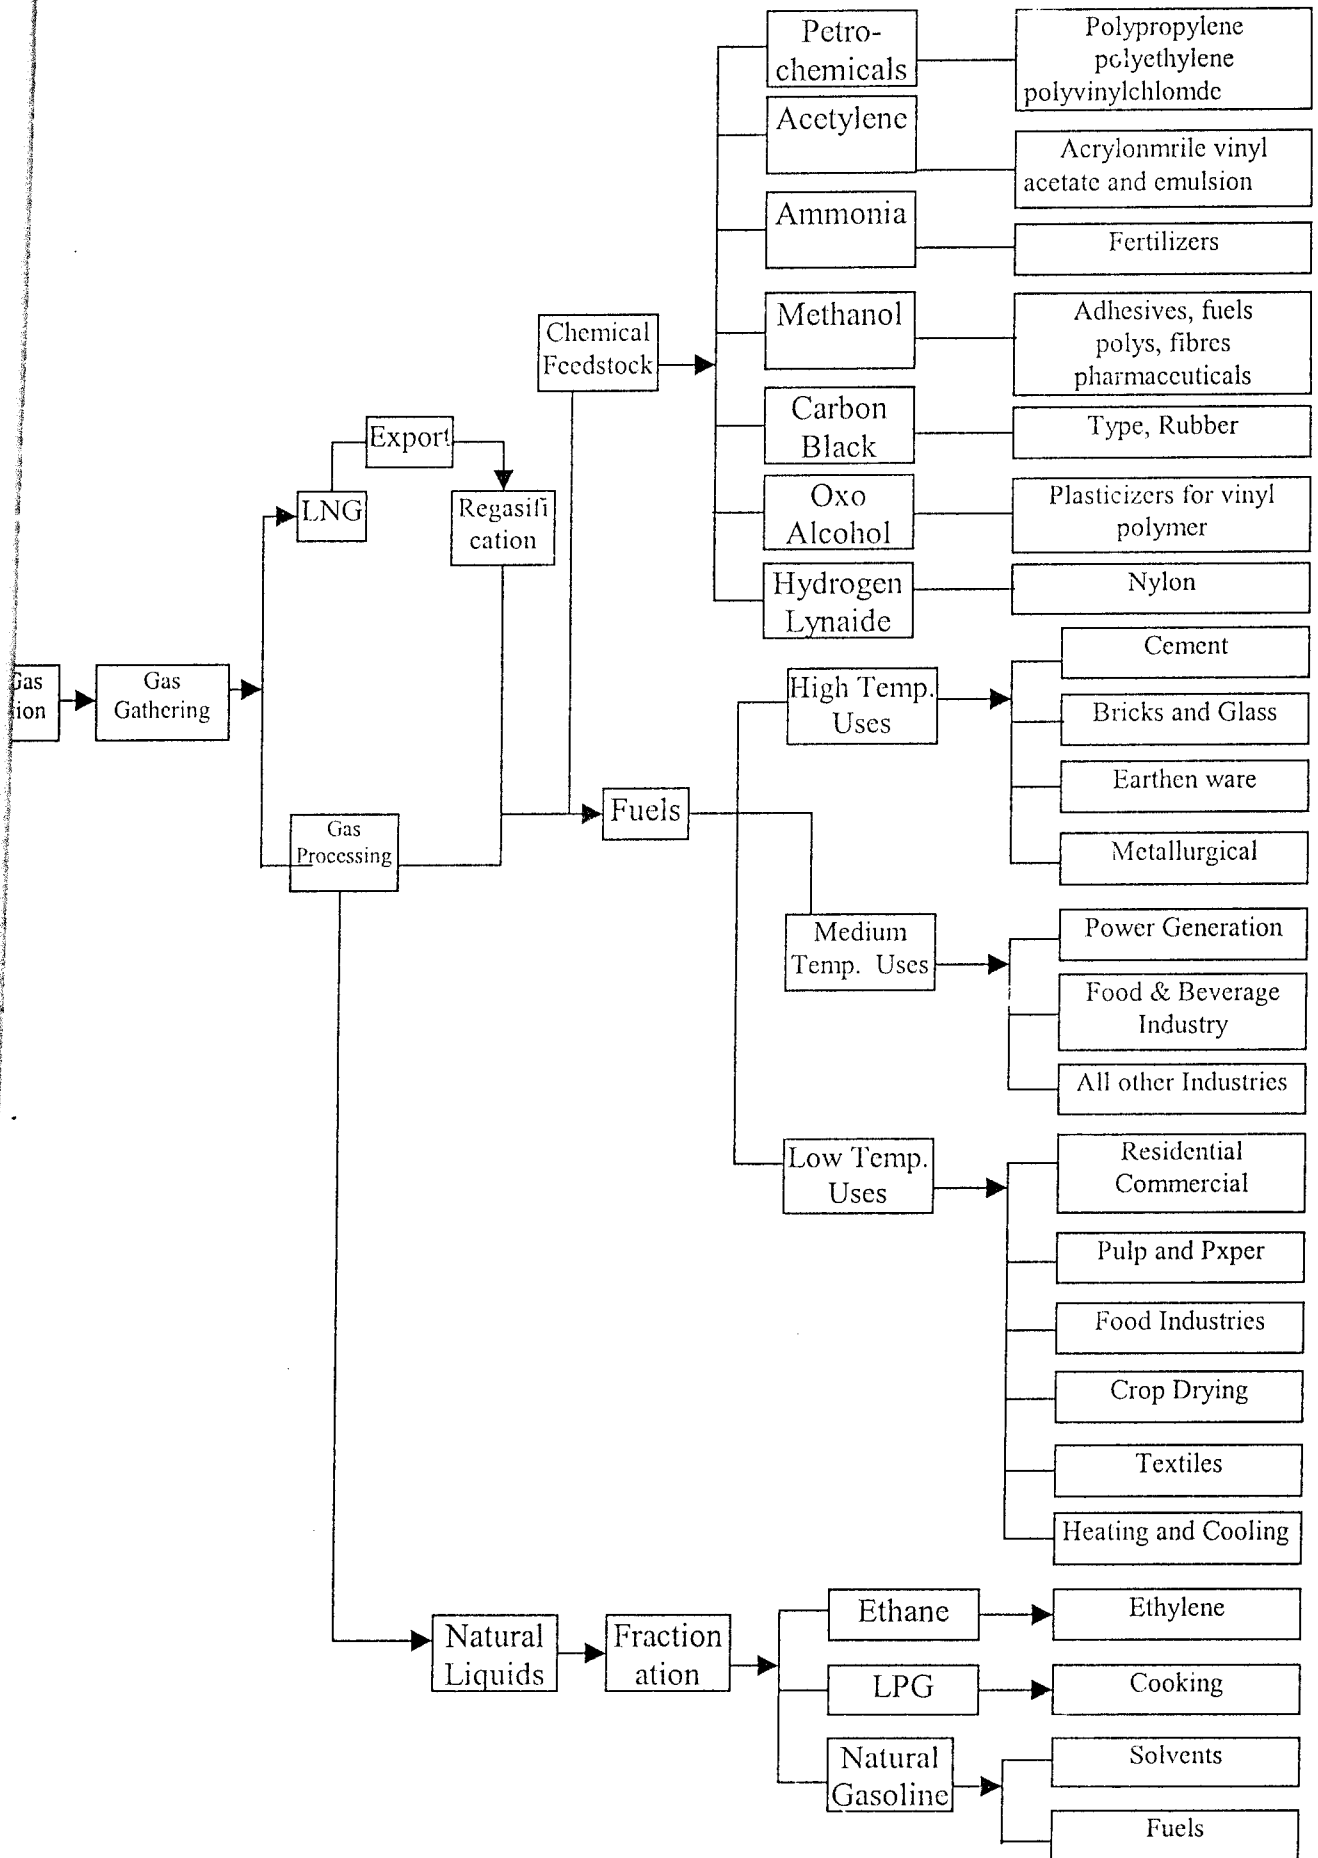 Petro-
chemicals
Polypropylene
polyethylene
polyvinylchlomde
Acetylene
Acrylonmrile vinyl
acetate and emulsion
Ammonia
Fertilizers
Methanol
Adhesives, fuels
polys, fibres
pharmaceuticals
Chemical
Feedstock
Carbon
Black
Type, Rubber
Export
LNG
Regasifi
cation
Oxo
Alcohol
Plasticizers for vinyl
polymer
Hydrogen
Lynaide
Nylon
Gas
tion
Gas
Gathering
High Temp.
Uses
Cement
Bricks and Glass
Earthen ware
Metallurgical
Gas
Processing
Fuels
Medium
Temp. Uses
Power Generation
Food & Beverage
Industry
All other Industries
Low Temp.
Uses
Residential
Commercial
Pulp and Pxper
Food Industries
Crop Drying
Textiles
Heating and Cooling
Natural
Liquids
Fraction
ation
Ethane
Ethylene
LPG
Cooking
Natural
Gasoline
Solvents
Fuels